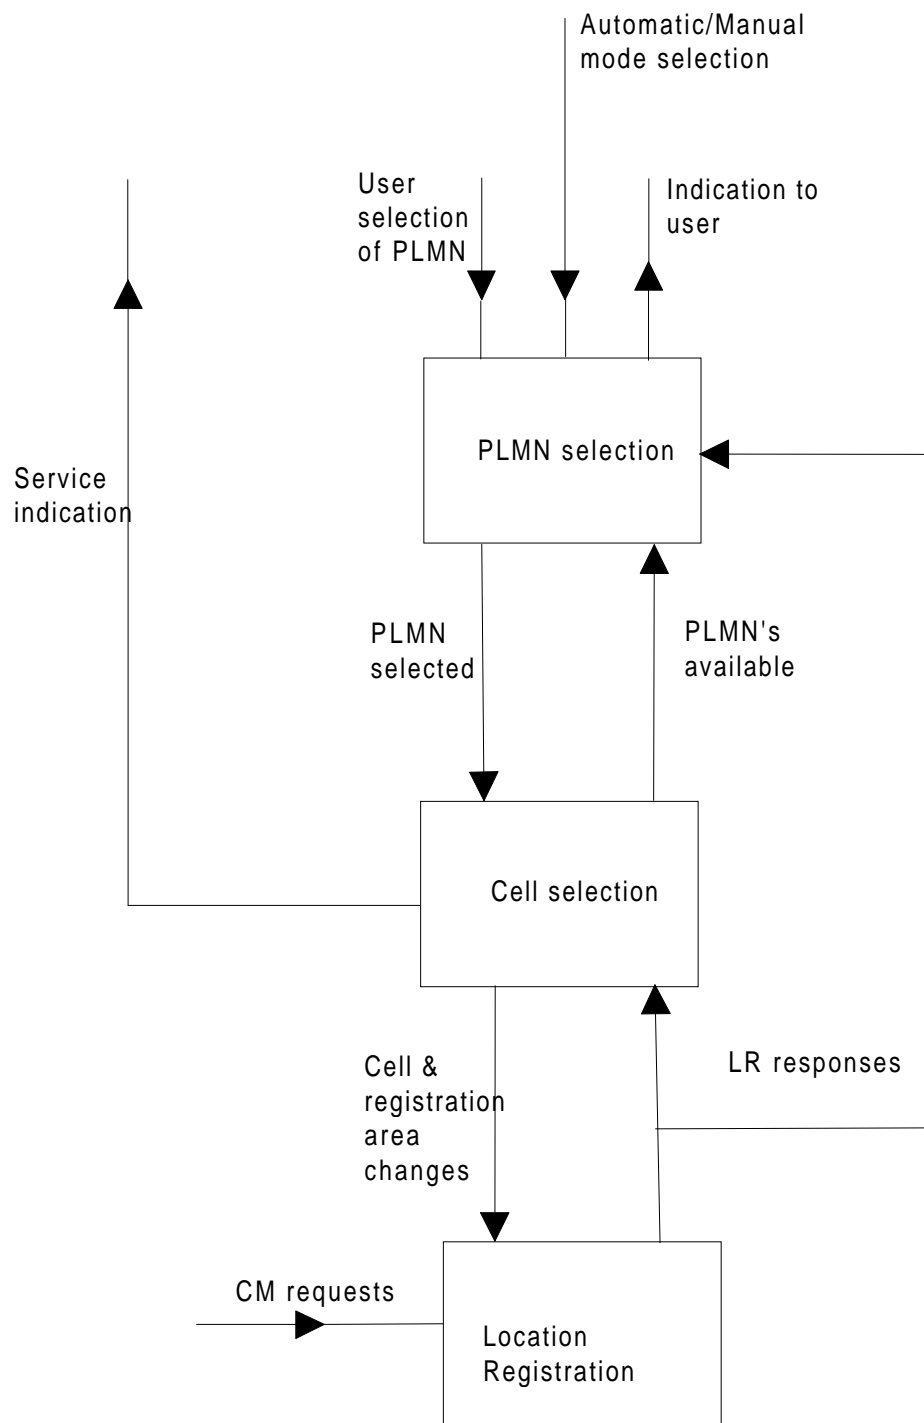 Automatic/Manual
mode selection
User
selection
of PLMN
Indication to
user
PLMN selection
Service
indication
PLMN
selected
PLMN's
available
Cell selection
Cell &
registration
area
changes
LR responses
CM requests
Location
Registration